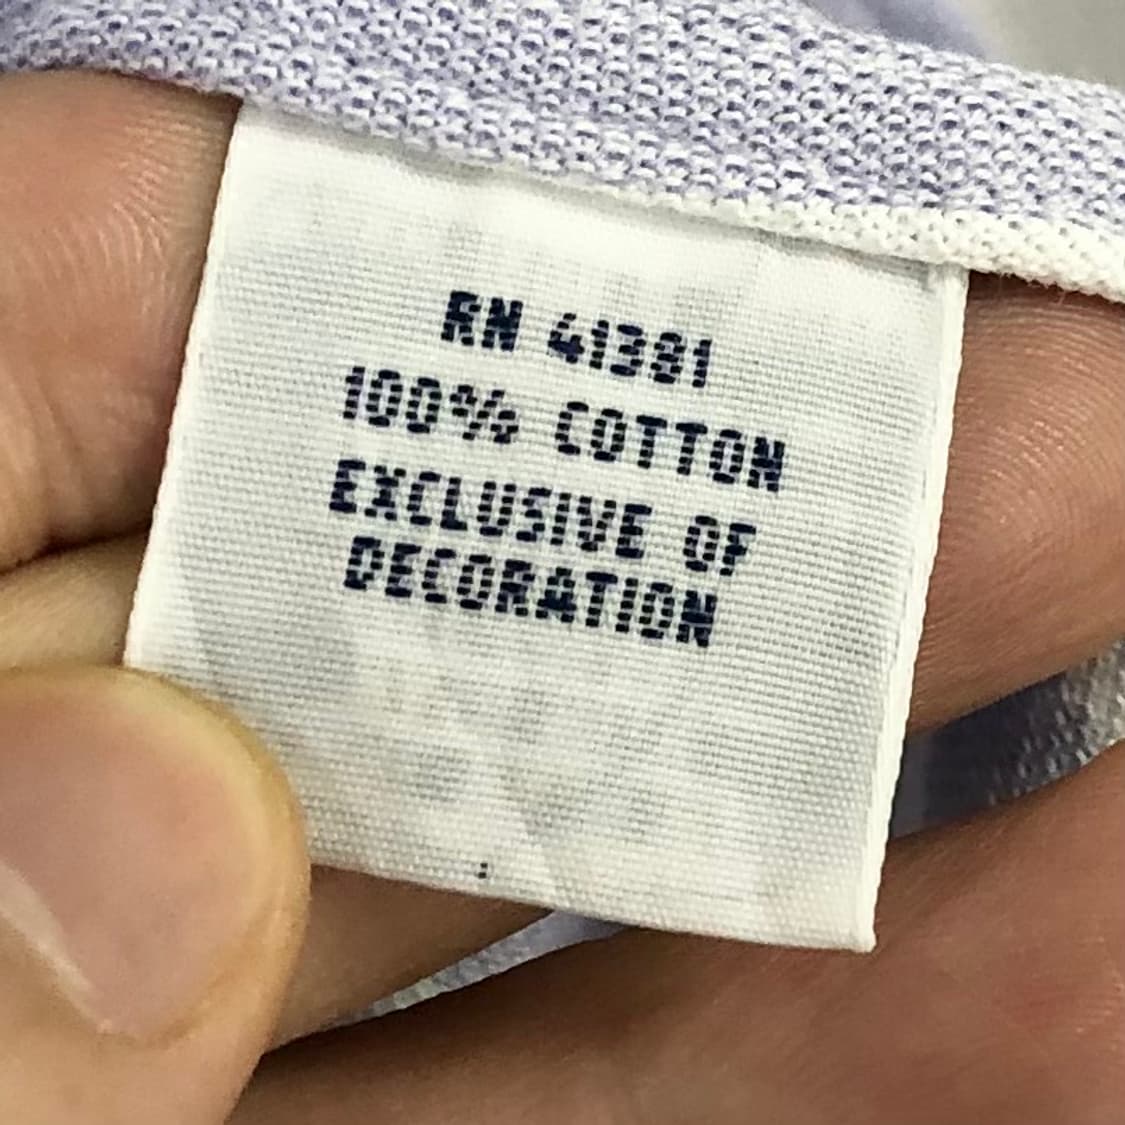 RN 41381
100% COTTON
EXCLUSIVE OF
DECORATION